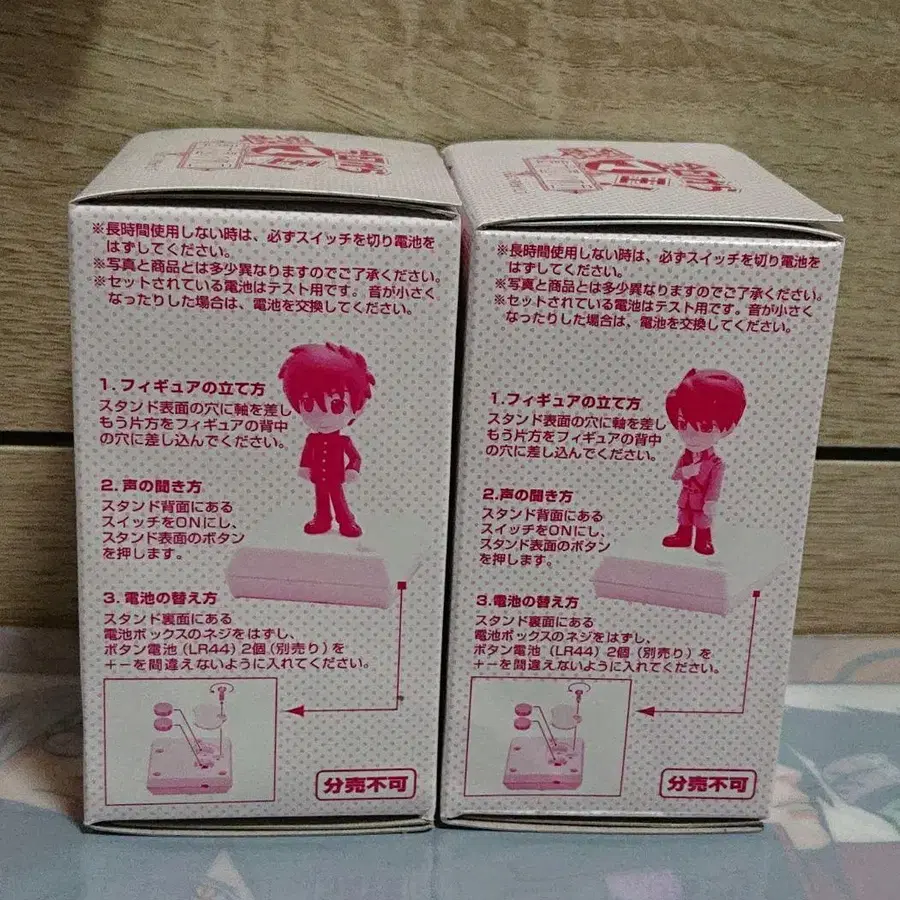 ※長時間使用しない時は、必ずスイッチを切り電池を
はずしてください。
※写真と商品とは多少異なりますのでご了承ください。
※セットされている電池はテスト用です。音が小さく
なったりした場合は、電池を交換してください。
1.フィギュアの立て方
スタンド表面の穴に軸を差し
もう片方をフィギュアの背中
の穴に差し込んでください。
2.声の聞き方
スタンド背面にある
スイッチをONにし、
スタンド表面のボタン
を押します。
3.電池の替え方
スタンド裏面にある
電池ボックスのネジをはずし、
ボタン電池(LR44)2個(別売り)を
+ーを間違えないように入れてください。
分売不可
※長時間使用しない時は、必ずスイッチを切り電池を
はずしてください。
※写真と商品とは多少異なりますのでご了承ください。
※セットされている電池はテスト用です。音が小さく
なったりした場合は、電池を交換してください。
1.フィギュアの立て方
スタンド表面の穴に軸を差し
もう片方をフィギュアの背中
の穴に差し込んでください。
2.声の聞き方
スタンド背面にある
スイッチをONにし、
スタンド表面のボタン
を押します。
3.電池の替え方
スタンド裏面にある
電池ボックスのネジをはずし、
ボタン電池(LR44)2個(別売り)を
+ーを間違えないように入れてください。
分売不可